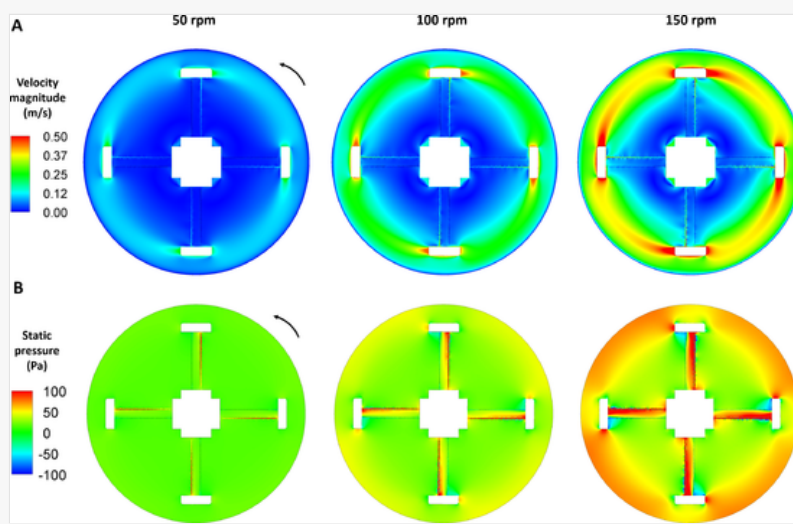 50 rpm
100 rpm
150 rpm
A
Velocity
magnitude
(m/s)
0.50
0.37
0.25
0.12
0.00
B
Static
pressure
(Pa)
100
50
0
-50
-100